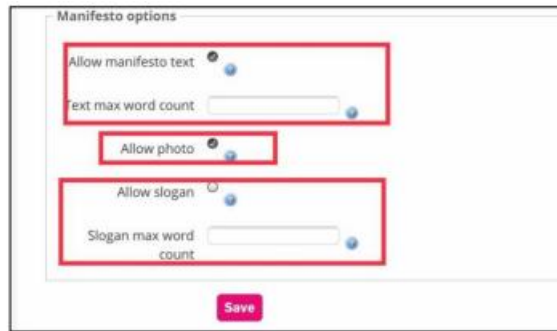 Manifesto options
Allow manifesto text
Text max word count
Allow photo
Allow slogan
Slogan max word
count
Save